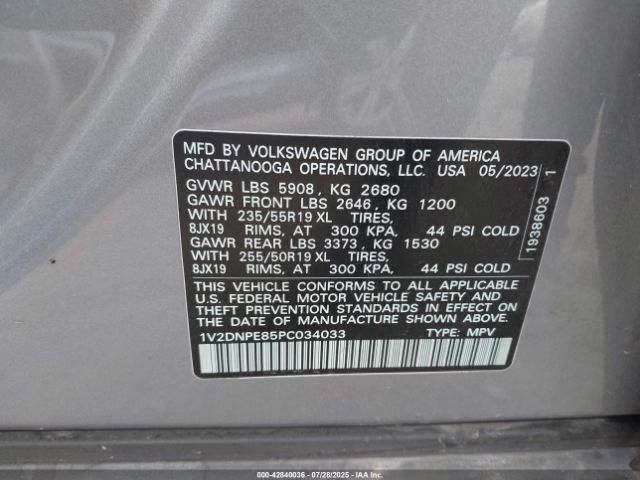 MFD BY VOLKSWAGEN GROUP OF AMERICA
CHATTANOOGA OPERATIONS, LLC. USA 05/2023
GVWR LBS 5908, KG 2680
GAWR FRONT LBS 2646, KG 1200
WITH 235/55R19 XL TIRES,
8JX19 RIMS, AT 300 KPA, 44 PSI COLD
GAWR REAR LBS 3373, KG 1530
WITH 255/50R19 XL TIRES,
8JX19 RIMS, AT 300 KPA, 44 PSI COLD
THIS VEHICLE CONFORMS TO ALL APPLICABLE
U.S. FEDERAL MOTOR VEHICLE SAFETY AND
THEFT PREVENTION STANDARDS IN EFFECT ON
THE DATE OF MANUFACTURE SHOWN ABOVE.
1V2DNPE85PC034033 TYPE: MPV
1938603 1
000-42840036 - 07/28/2025 - IAAI.COM